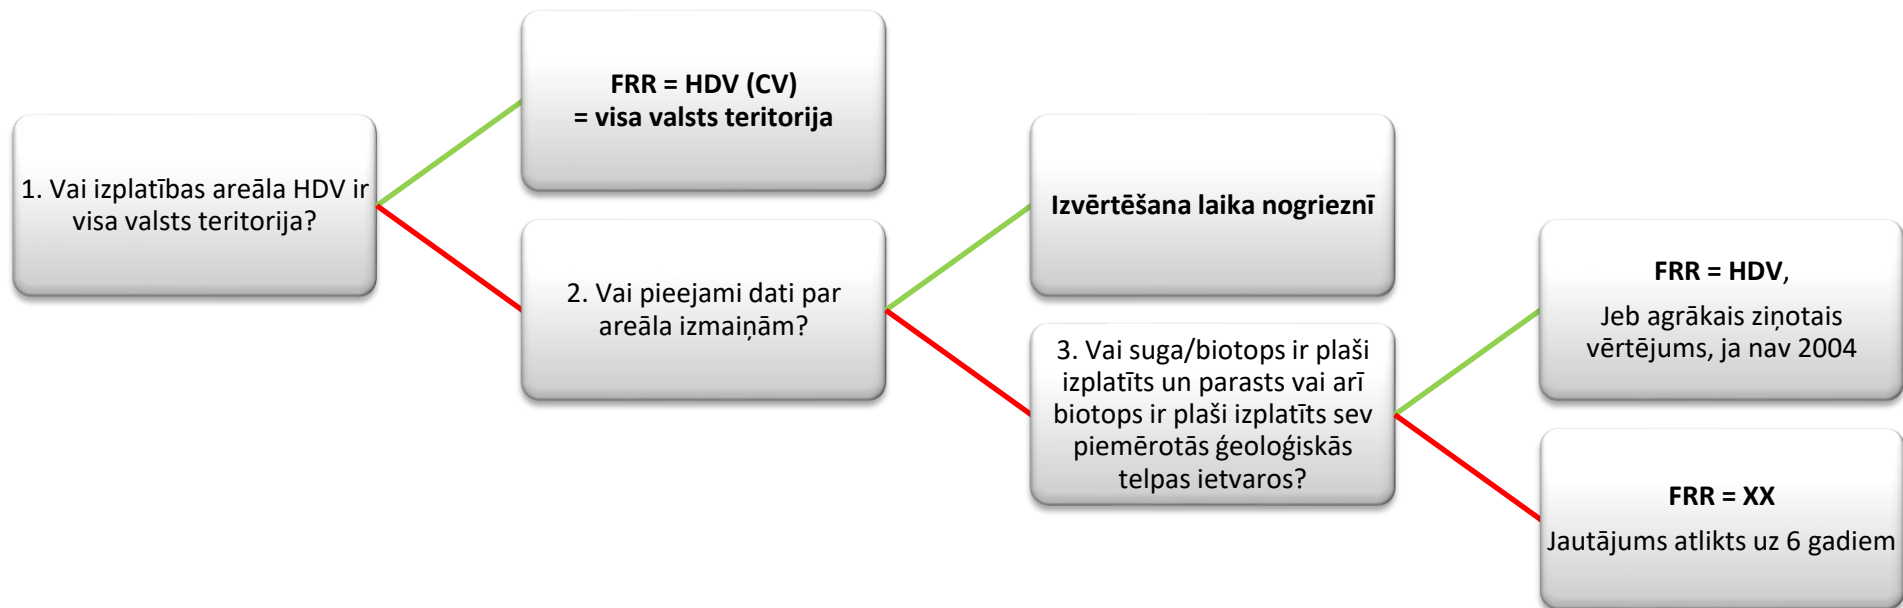 1. Vai izplatības areāla HDV ir
visa valsts teritorija?
FRR = HDV (CV)
= visa valsts teritorija
2. Vai pieejami dati par
areāla izmaiņām?
Izvērtēšana laika nogrieznī
3. Vai suga/biotops ir plaši
izplatīts un parasts vai arī
biotops ir plaši izplatīts sev
piemērotās ģeoloģiskās
telpas ietvaros?
FRR = HDV,
Jeb agrākais ziņotais
vērtējums, ja nav 2004
FRR = XX
Jautājums atlikts uz 6 gadiem